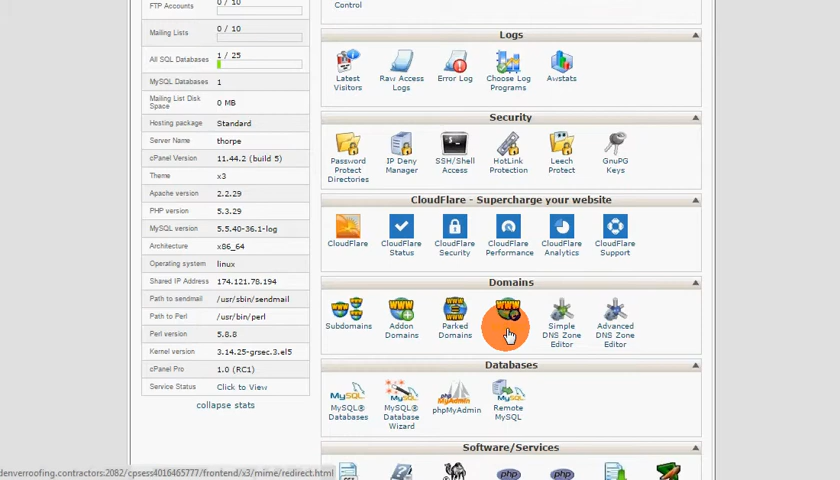 FTP Accounts
0 / 10
Mailing Lists
0 / 10
All SQL Databases
1 / 25
MySQL Databases
1
Mailing List Disk
Space
0 MB
Hosting package
Standard
Server Name
thorpe
cPanel Version
11.44.2 (build 5)
Theme
x3
Apache version
2.2.29
PHP version
5.3.29
MySQL version
5.5.40-36.1-log
Architecture
x86_64
Operating system
linux
Shared IP Address
174.121.78.194
Path to sendmail
/usr/sbin/sendmail
Path to Perl
/usr/bin/perl
Perl version
5.8.8
Kernel version
3.14.25-grsec.3.el5
cPanel Pro
1.0 (RC1)
Service Status
Click to View
collapse stats
Control
Logs
Latest
Visitors
Raw Access
Logs
Error Log
Choose Log
Programs
Awstats
Security
Password
Protect
Directories
IP Deny
Manager
SSH/Shell
Access
HotLink
Protection
Leech
Protect
GnuPG
Keys
CloudFlare - Supercharge your website
CloudFlare
CloudFlare
Status
CloudFlare
Security
CloudFlare
Performance
CloudFlare
Analytics
CloudFlare
Support
Domains
Subdomains
Addon
Domains
Parked
Domains
Simple
DNS Zone
Editor
Advanced
DNS Zone
Editor
Databases
MySQL®
Databases
MySQL®
Database
Wizard
phpMyAdmin
Remote
MySQL
Software/Services
denverroofing.contractors:2082/cpsess4016465777/frontend/x3/mime/redirect.html